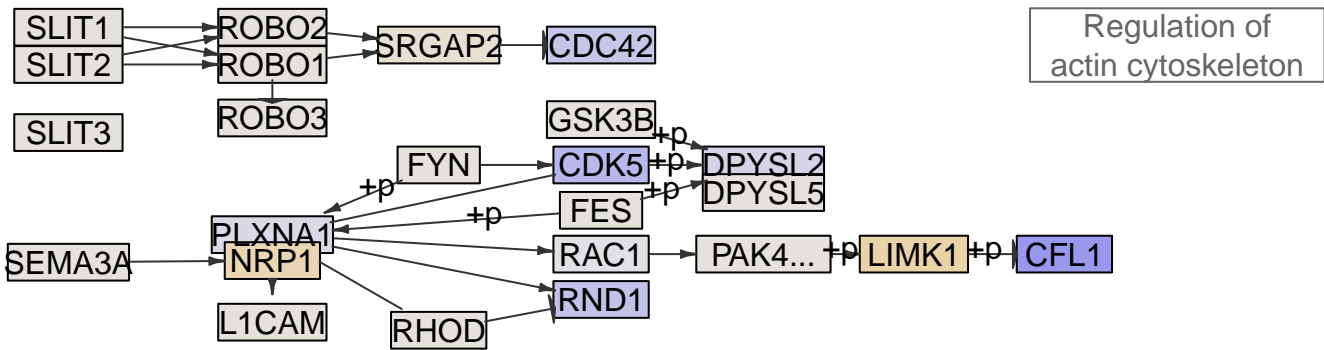 SLIT1
ROBO2
SRGAP2
CDC42
Regulation of
actin cytoskeleton
SLIT2
ROBO1
SLIT3
ROBO3
GSK3B
+p
FYN
CDK5
+p
DPYSL2
+p
+p
DPYSL5
FES
PLXNA1
+p
SEMA3A
NRP1
RAC1
PAK4...
+p
LIMK1
+p
CFL1
L1CAM
RHOD
RND1